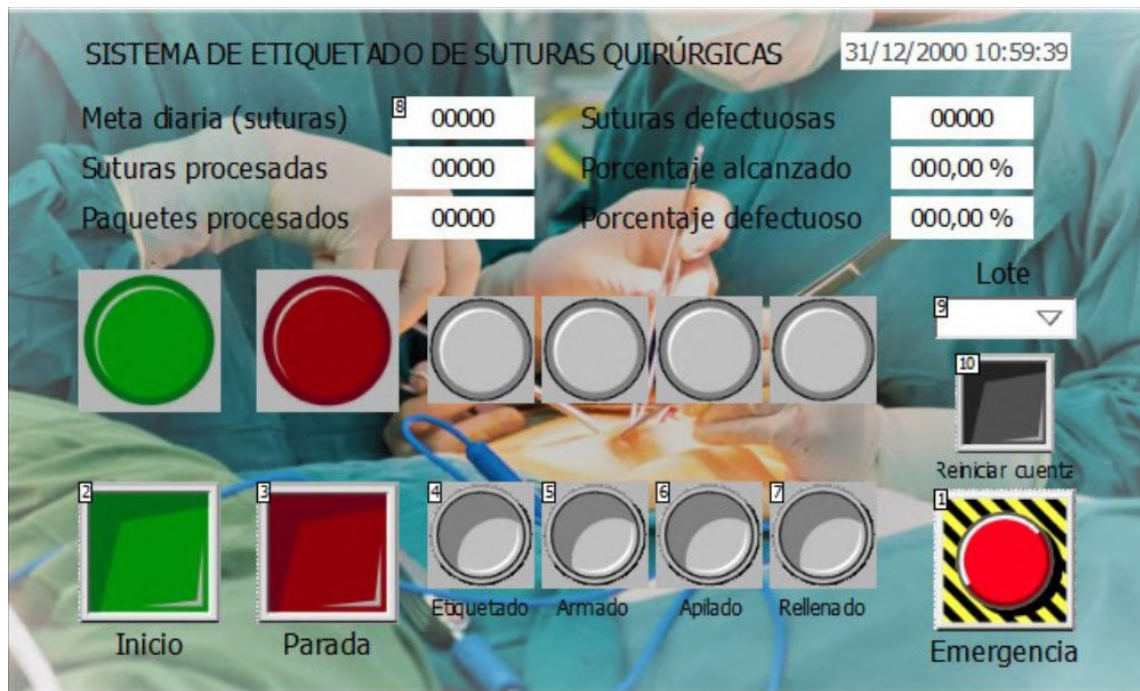 SISTEMA DE ETIQUETADO DE SUTURAS QUIRÚRGICAS 31/12/2000 10:59:39
Meta diaria (suturas) 8 00000 Suturas defectuosas 00000
Suturas procesadas 00000 Porcentaje alcanzado 000,00 %
Paquetes procesados 00000 Porcentaje defectuoso 000,00 %
Lote
9
10
Reiniciar cuenta
2 3 4 5 6 7 1
Etiquetado Armado Apilado Rellenado
Inicio Parada Emergencia